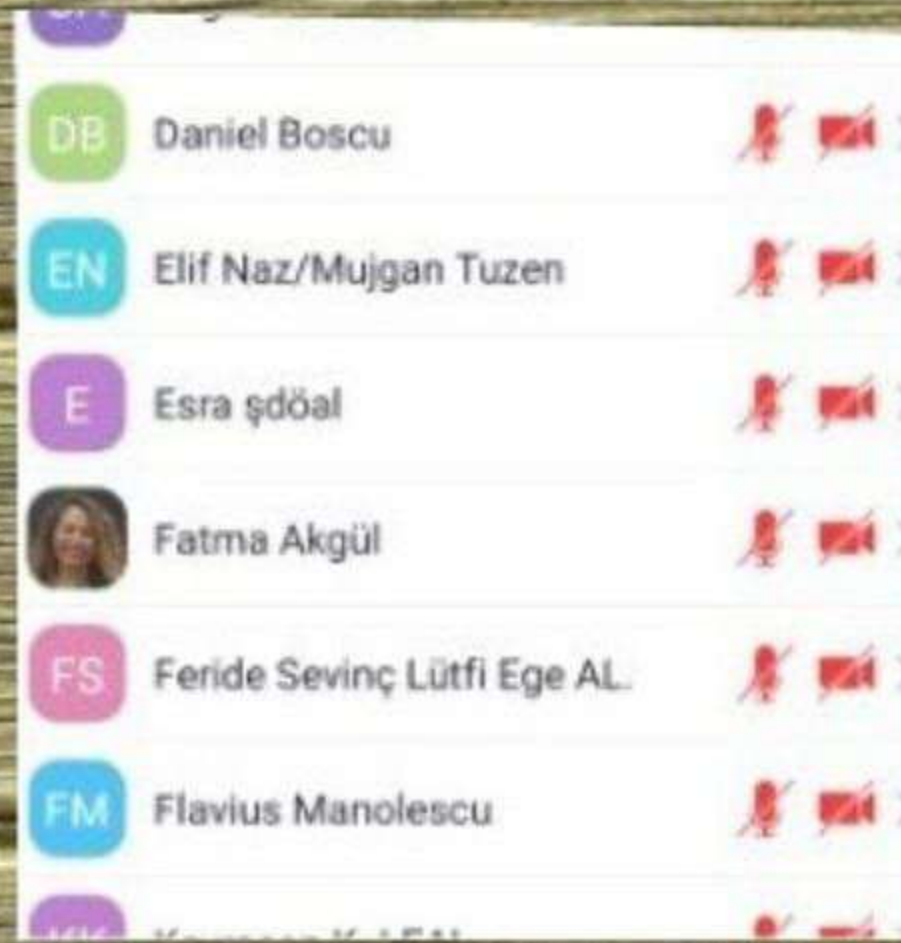 DB Daniel Boscu
EN Elif Naz/Mujgan Tuzen
E Esra şdöal
Fatma Akgül
FS Feride Sevinç Lütfi Ege AL.
FM Flavius Manolescu